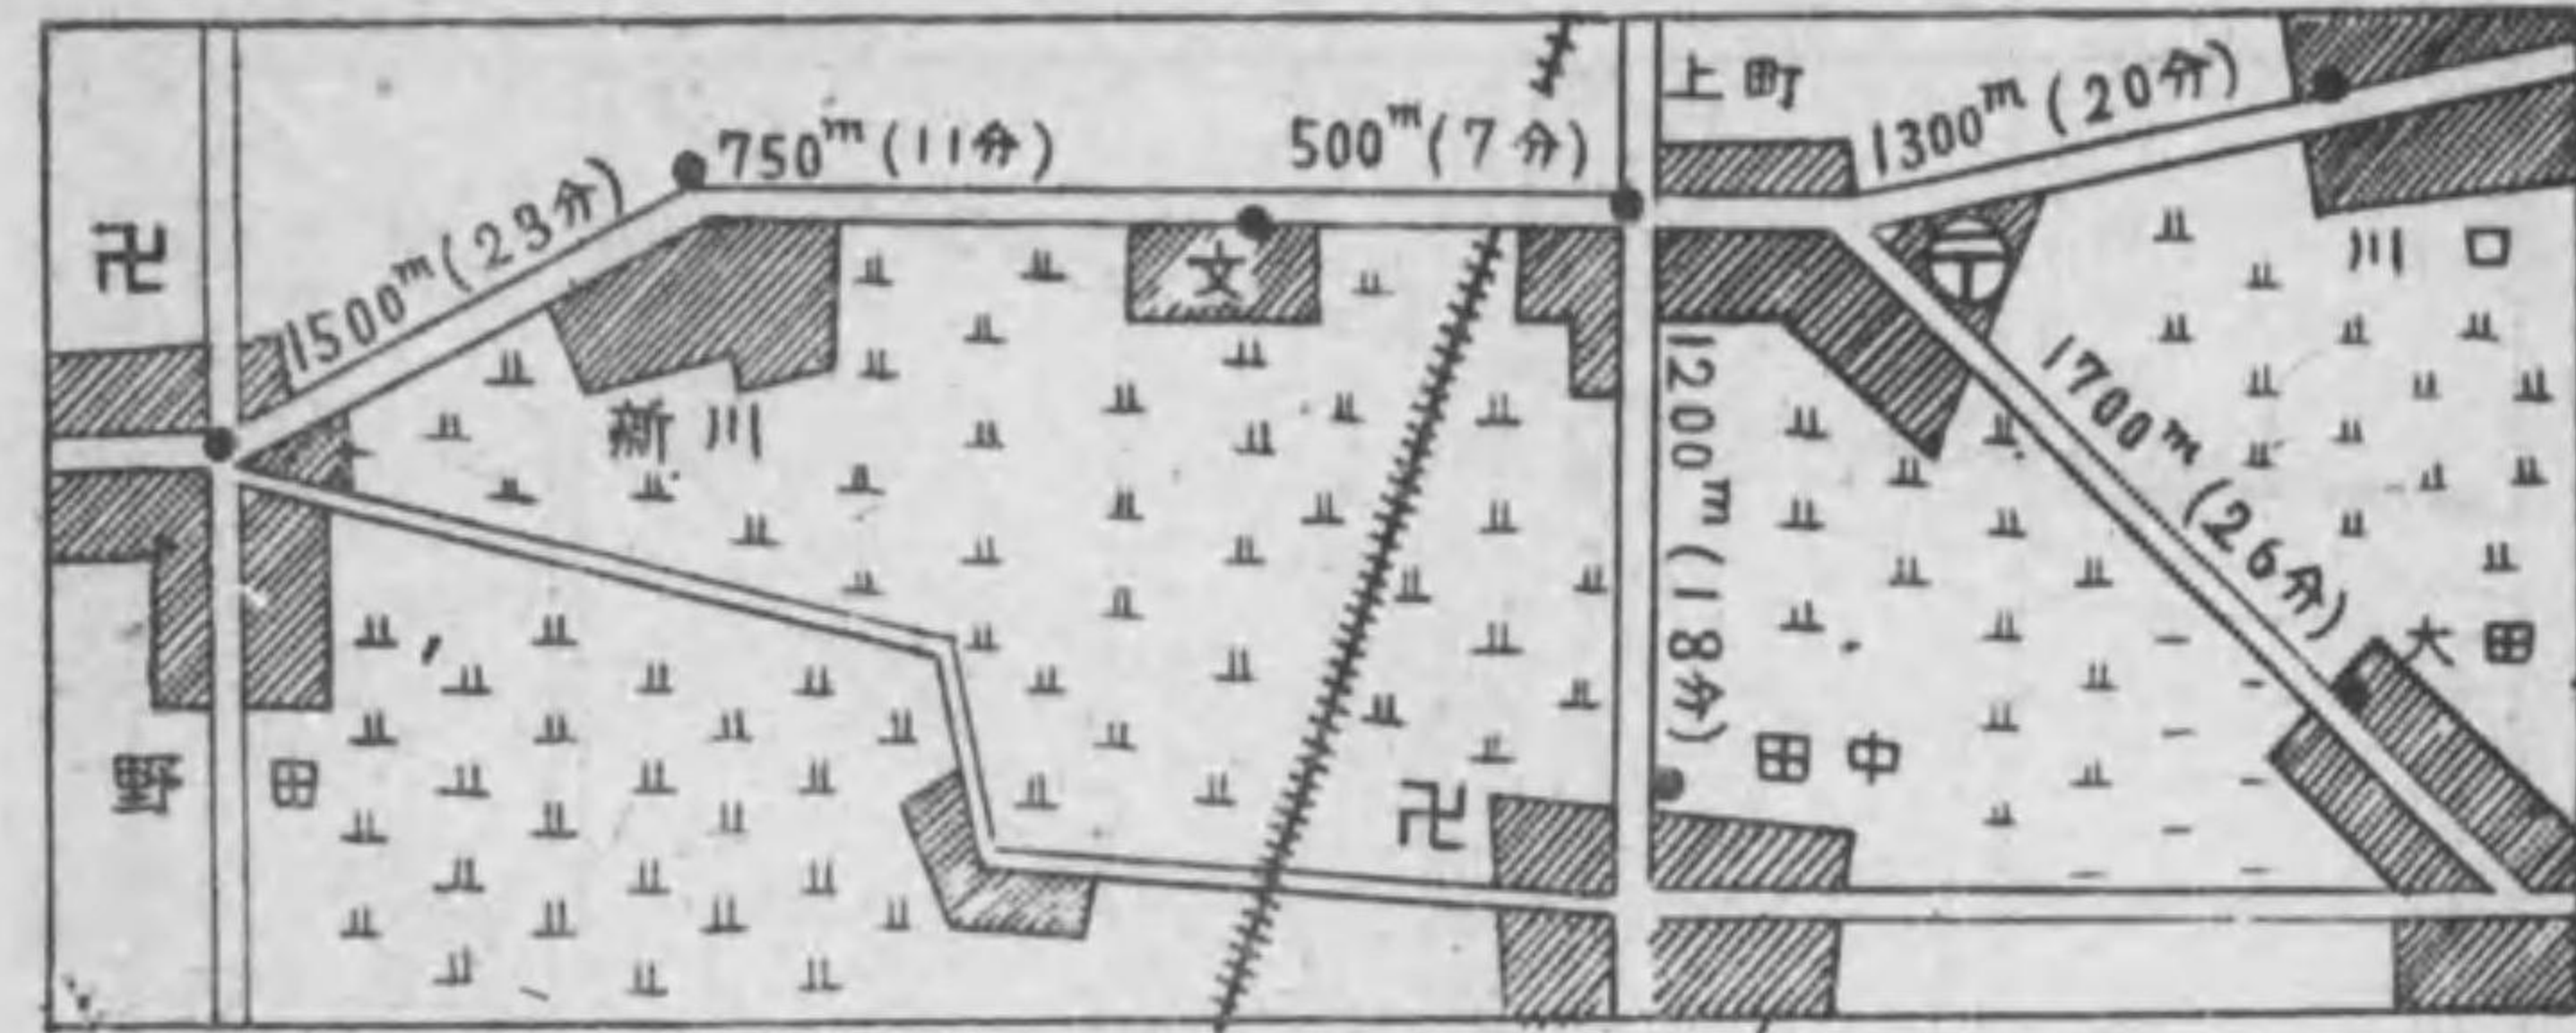 上町
1300m(20分)
750m(11分)
500m(7分)
1500m(23分)
卍
文
〒
川口
新川
1200m(18分)
1700m(26分)
大田
野田
卍
田中